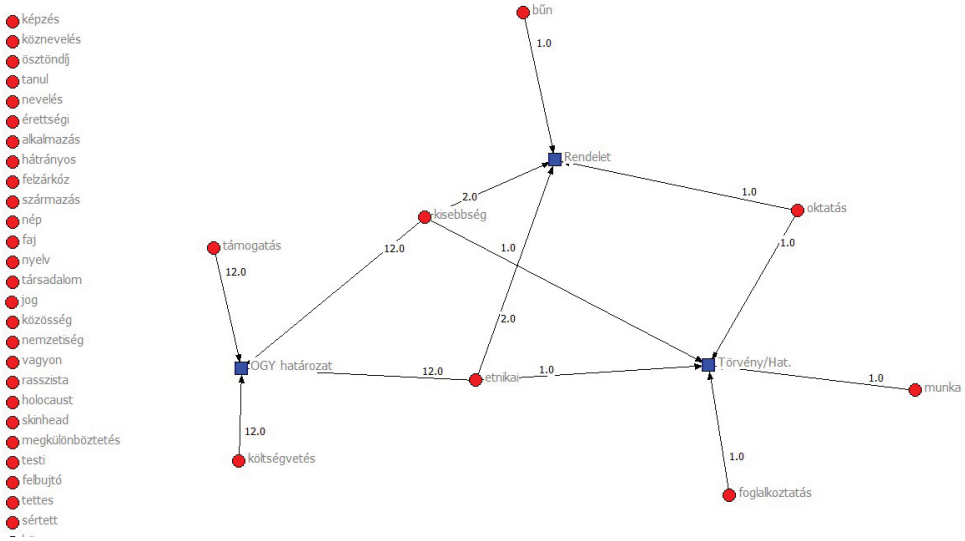 képzés
köznevelés
ösztöndíj
tanul
nevelés
érettségi
alkalmazás
hátrányos
felzárkóz
származás
nép
faj
nyelv
társadalom
jog
közösség
nemzetiség
vagyon
rasszista
holocaust
skinhead
megkülönböztetés
testi
felbujtó
tettes
sértett
bűn
1.0
Rendelet
2.0
1.0
kisebbség
oktatás
támogatás
12.0
1.0
1.0
12.0
2.0
OGY határozat
12.0
etnikai
1.0
Törvény/Hat.
1.0
munka
12.0
költségvetés
1.0
foglalkoztatás